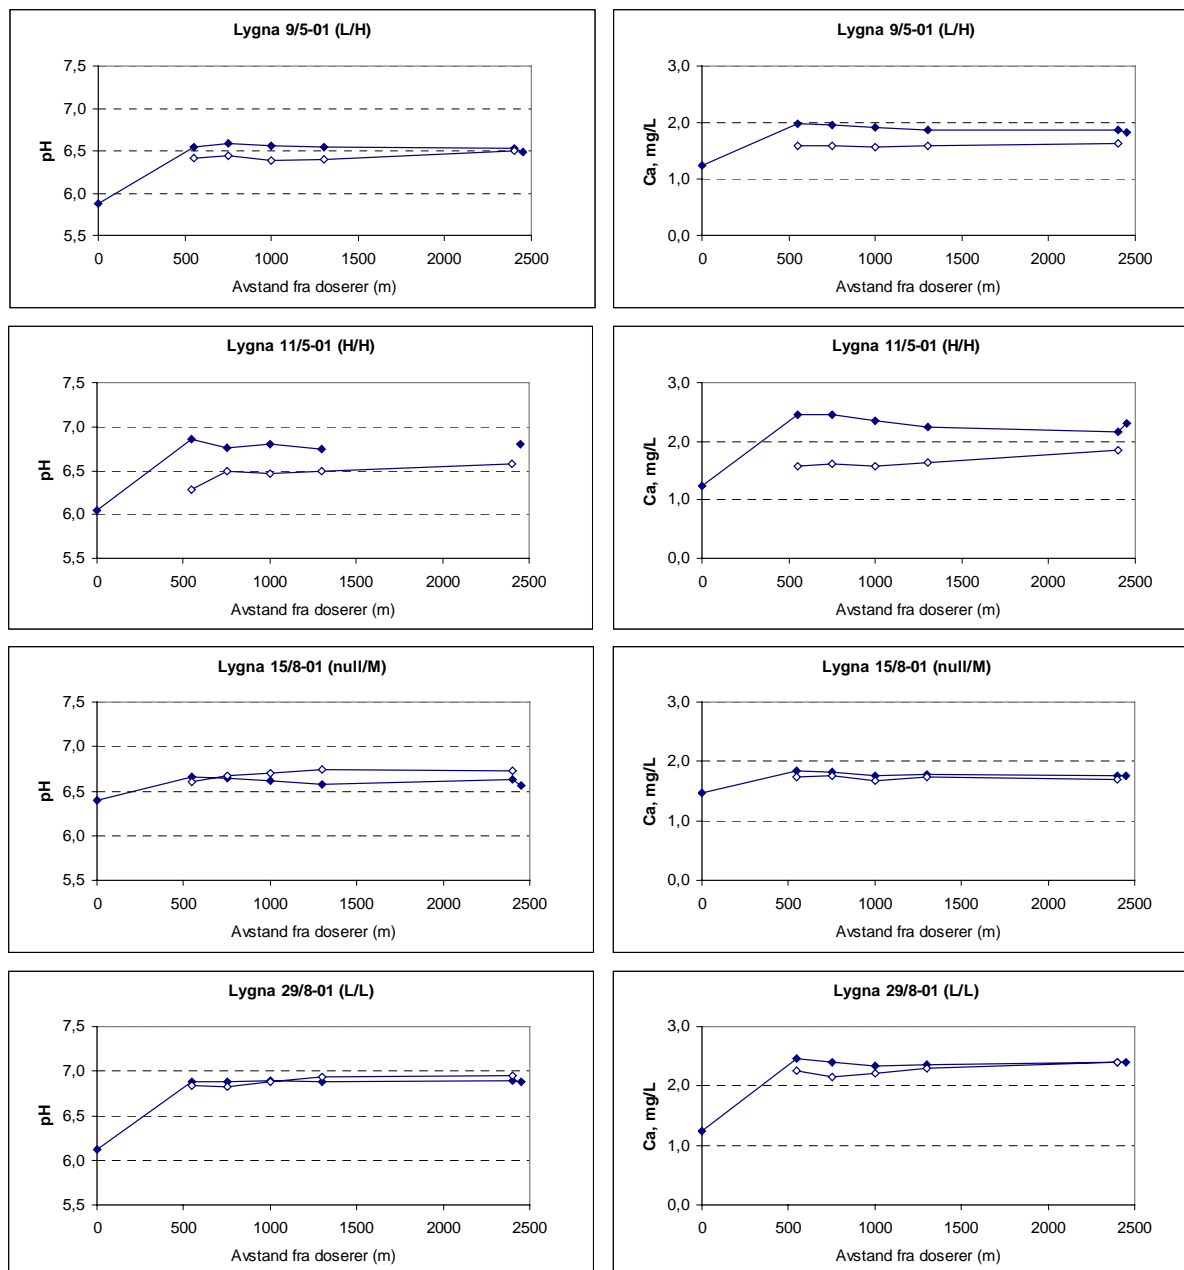 Lygna 9/5-01 (L/H)
7,5
7,0
6,5
6,0
5,5
pH
0 500 1000 1500 2000 2500
Avstand fra doserer (m)
Lygna 9/5-01 (L/H)
3,0
2,0
1,0
0,0
Ca, mg/L
0 500 1000 1500 2000 2500
Avstand fra doserer (m)
Lygna 11/5-01 (H/H)
7,5
7,0
6,5
6,0
5,5
pH
0 500 1000 1500 2000 2500
Avstand fra doserer (m)
Lygna 11/5-01 (H/H)
3,0
2,0
1,0
0,0
Ca, mg/L
0 500 1000 1500 2000 2500
Avstand fra doserer (m)
Lygna 15/8-01 (null/M)
7,5
7,0
6,5
6,0
5,5
pH
0 500 1000 1500 2000 2500
Avstand fra doserer (m)
Lygna 15/8-01 (null/M)
3,0
2,0
1,0
0,0
Ca, mg/L
0 500 1000 1500 2000 2500
Avstand fra doserer (m)
Lygna 29/8-01 (L/L)
7,5
7,0
6,5
6,0
5,5
pH
0 500 1000 1500 2000 2500
Avstand fra doserer (m)
Lygna 29/8-01 (L/L)
3,0
2,0
1,0
0,0
Ca, mg/L
0 500 1000 1500 2000 2500
Avstand fra doserer (m)